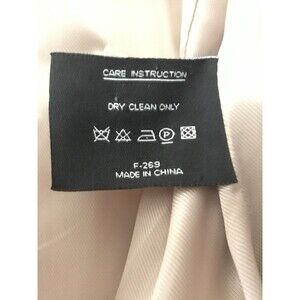 CARE INSTRUCTION
DRY CLEAN ONLY
P
F-269
MADE IN CHINA